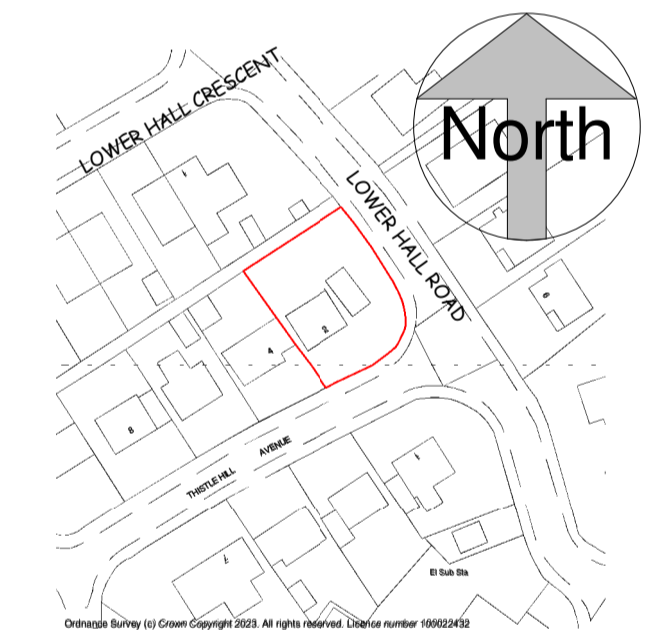 LOWER HALL CRESCENT
North
LOWER HALL ROAD
2
4
8
THISTLE HILL AVENUE
El Sub Sta
Ordnance Survey (c) Crown Copyright 2023. All rights reserved. Licence number 100022432